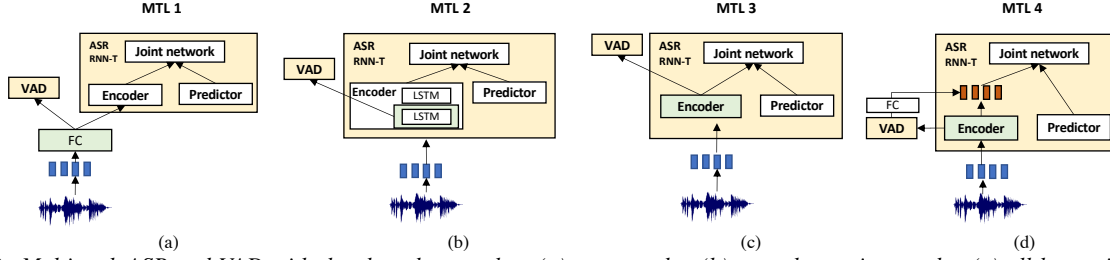 MTL 1
ASR
RNN-T
Joint network
Encoder
Predictor
VAD
FC
(a)
MTL 2
ASR
RNN-T
Joint network
VAD
Encoder
LSTM
LSTM
Predictor
(b)
MTL 3
ASR
RNN-T
Joint network
VAD
Encoder
Predictor
(c)
MTL 4
ASR
RNN-T
Joint network
FC
VAD
Encoder
Predictor
(d)